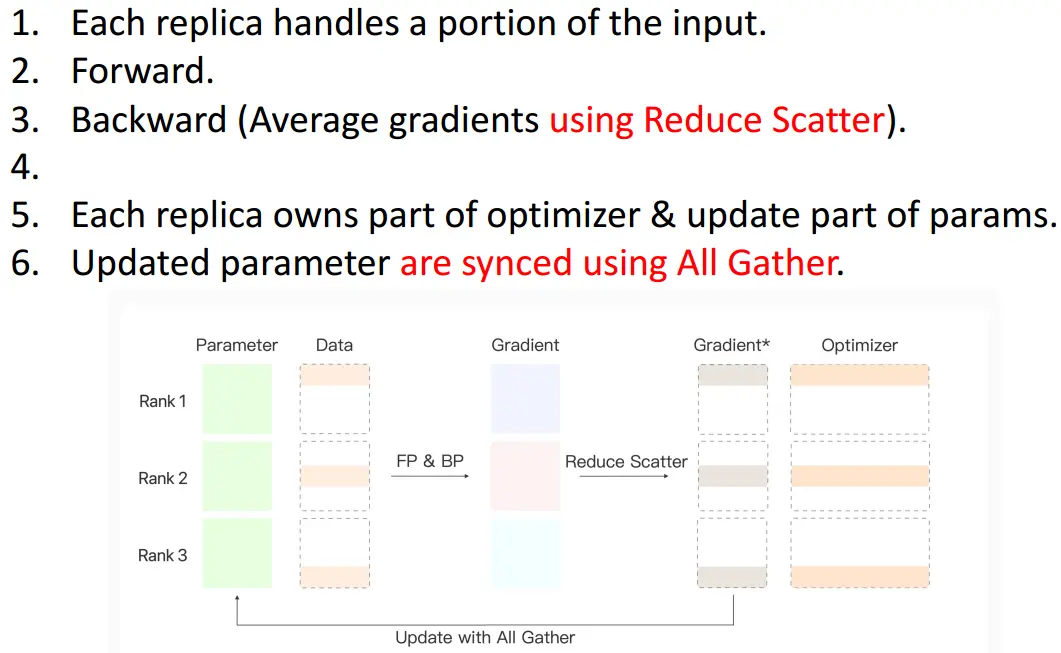 1. Each replica handles a portion of the input.
2. Forward.
3. Backward (Average gradients using Reduce Scatter).
4.
5. Each replica owns part of optimizer & update part of params.
6. Updated parameter are synced using All Gather.
Parameter Data Gradient Gradient* Optimizer
Rank 1
FP & BP Reduce Scatter
Rank 2
Rank 3
Update with All Gather